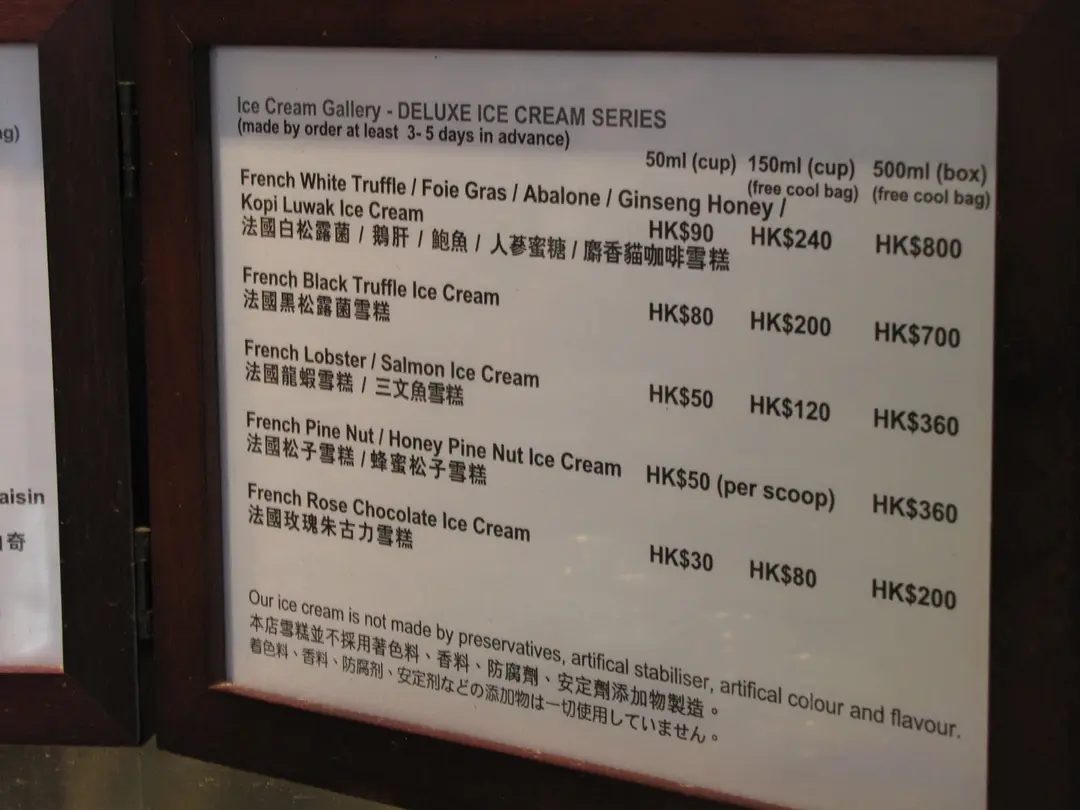 ag)
aisin
奇
Ice Cream Gallery - DELUXE ICE CREAM SERIES
(made by order at least 3- 5 days in advance)
50ml (cup) 150ml (cup) 500ml (box)
(free cool bag) (free cool bag)
French White Truffle / Foie Gras / Abalone / Ginseng Honey /
Kopi Luwak Ice Cream HK$90 HK$240 HK$800
法國白松露菌 / 鵝肝 / 鮑魚 / 人蔘蜜糖 / 麝香貓咖啡雪糕
French Black Truffle Ice Cream HK$80 HK$200 HK$700
法國黑松露菌雪糕
French Lobster / Salmon Ice Cream HK$50 HK$120 HK$360
法國龍蝦雪糕 / 三文魚雪糕
French Pine Nut / Honey Pine Nut Ice Cream HK$50 (per scoop) HK$360
法國松子雪糕 / 蜂蜜松子雪糕
French Rose Chocolate Ice Cream HK$30 HK$80 HK$200
法國玫瑰朱古力雪糕
Our ice cream is not made by preservatives, artifical stabiliser, artifical colour and flavour.
本店雪糕並不採用著色料、香料、防腐劑、安定劑添加物製造。
着色料、香料、防腐剤、安定剤などの添加物は一切使用していません。